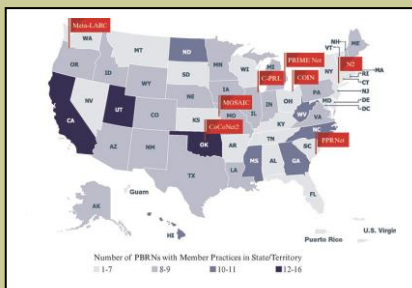 Meta-LARC
WA
MT
ND
MN
ME
NH
VT
OR
ID
SD
WI
MI
PRIME Net
NY
N²
MA
RI
CT
NJ
WY
C-PRL
COIN
IA
NE
MOSAIC
IL
IN
OH
PA
MD
DE
DC
NV
UT
CA
KS
MO
WV
KY
CoCoNet2
NC
TN
OK
AR
SC
PPRNet
AZ
NM
MS
AL
GA
TX
LA
FL
Guam
AK
HI
U.S. Virgin
Puerto Rico
Number of PBRNs with Member Practices in State/Territory
1-7 8-9 10-11 12-16